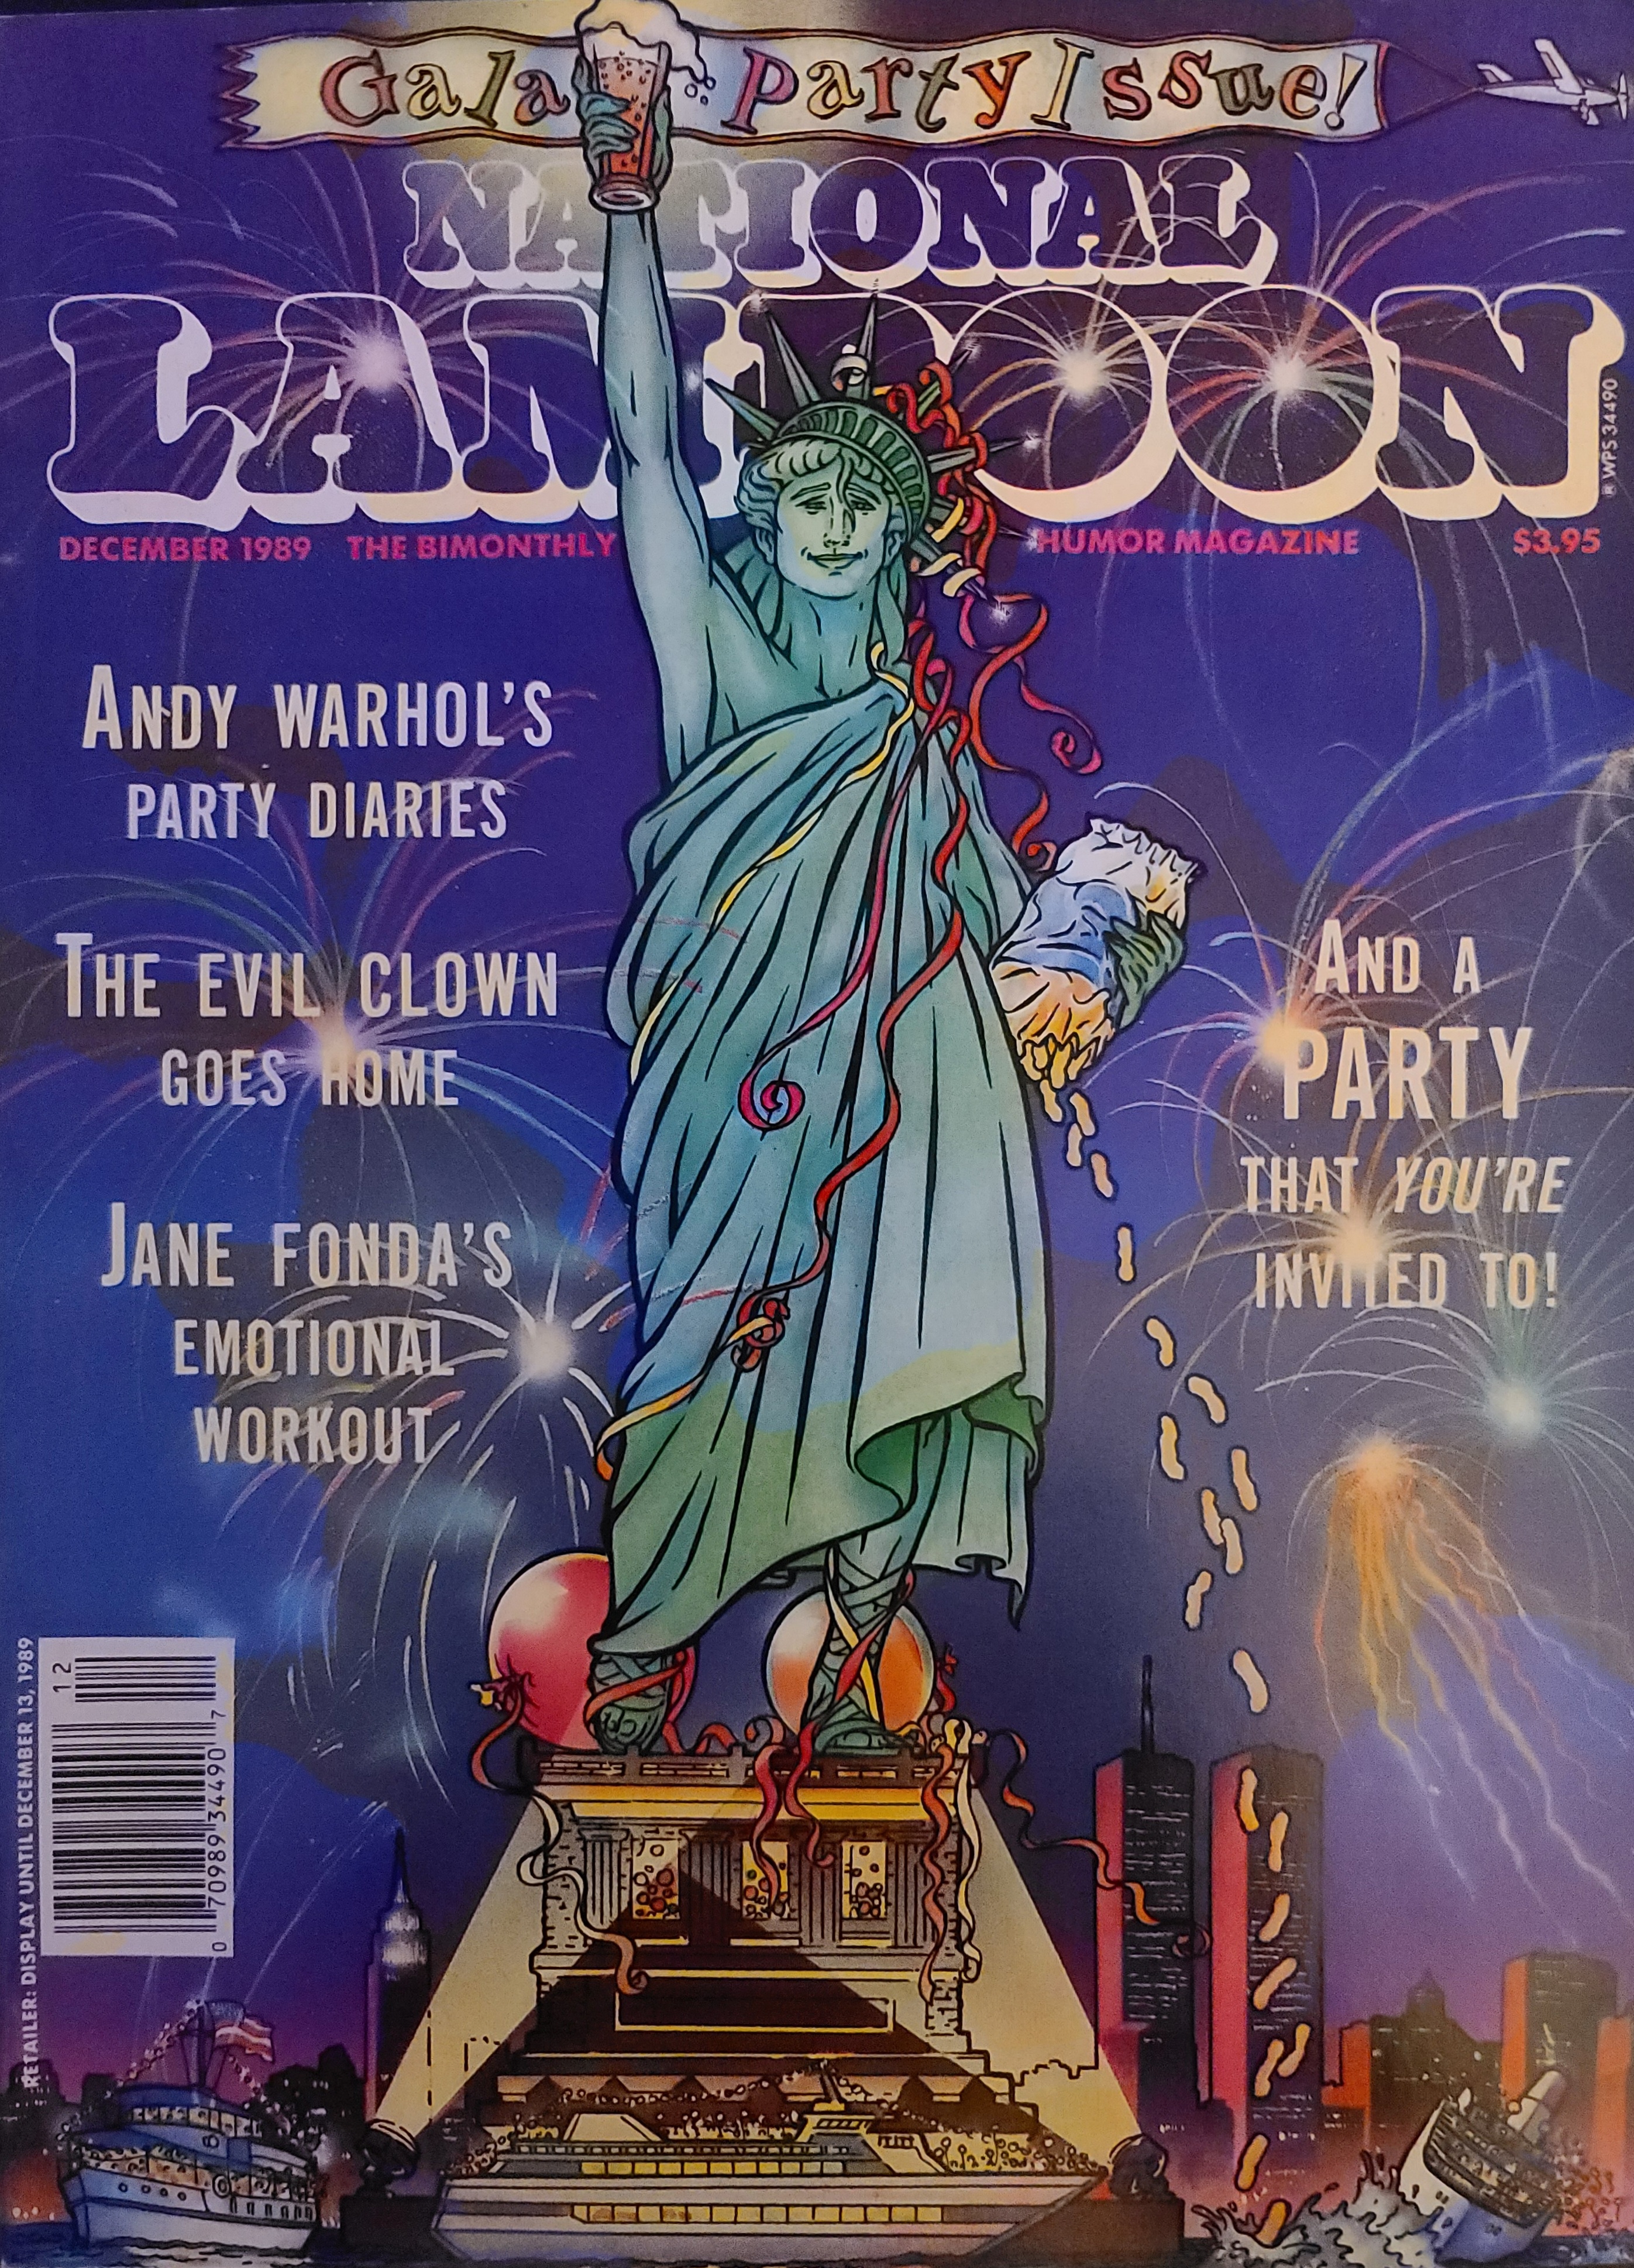 Gala Party Issue!
NATIONAL
LAMPOON
® WPS 34490
DECEMBER 1989 THE BIMONTHLY HUMOR MAGAZINE $3.95
ANDY WARHOL'S
PARTY DIARIES
THE EVIL CLOWN
GOES HOME
JANE FONDA'S
EMOTIONAL
WORKOUT
AND A
PARTY
THAT YOU'RE
INVITED TO!
RETAILER: DISPLAY UNTIL DECEMBER 13, 1989
12
0 70989 34490 7